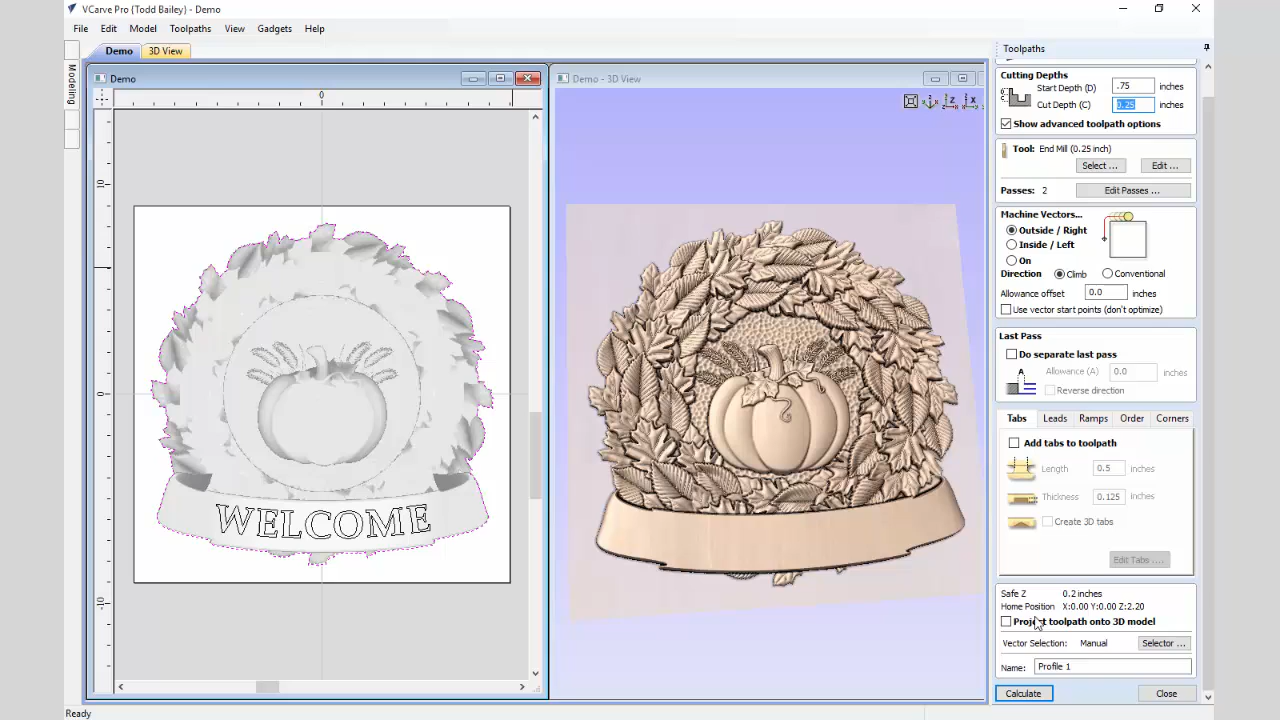 VCarve Pro (Todd Bailey) - Demo
File Edit Model Toolpaths View Gadgets Help
Demo 3D View
Modeling
Demo
0
10
0
-10
WELCOME
Demo - 3D View
Toolpaths
Cutting Depths
Start Depth (D) .75 inches
Cut Depth (C) 0.25 inches
Show advanced toolpath options
Tool: End Mill (0.25 inch)
Select ... Edit ...
Passes: 2 Edit Passes ...
Machine Vectors...
Outside / Right
Inside / Left
On
Direction Climb Conventional
Allowance offset 0.0 inches
Use vector start points (don't optimize)
Last Pass
Do separate last pass
Allowance (A) 0.0 inches
Reverse direction
Tabs Leads Ramps Order Corners
Add tabs to toolpath
Length 0.5 inches
Thickness 0.125 inches
Create 3D tabs
Edit Tabs ....
Safe Z 0.2 inches
Home Position X:0.00 Y:0.00 Z:2.20
Project toolpath onto 3D model
Vector Selection: Manual Selector ...
Name: Profile 1
Calculate Close
Ready